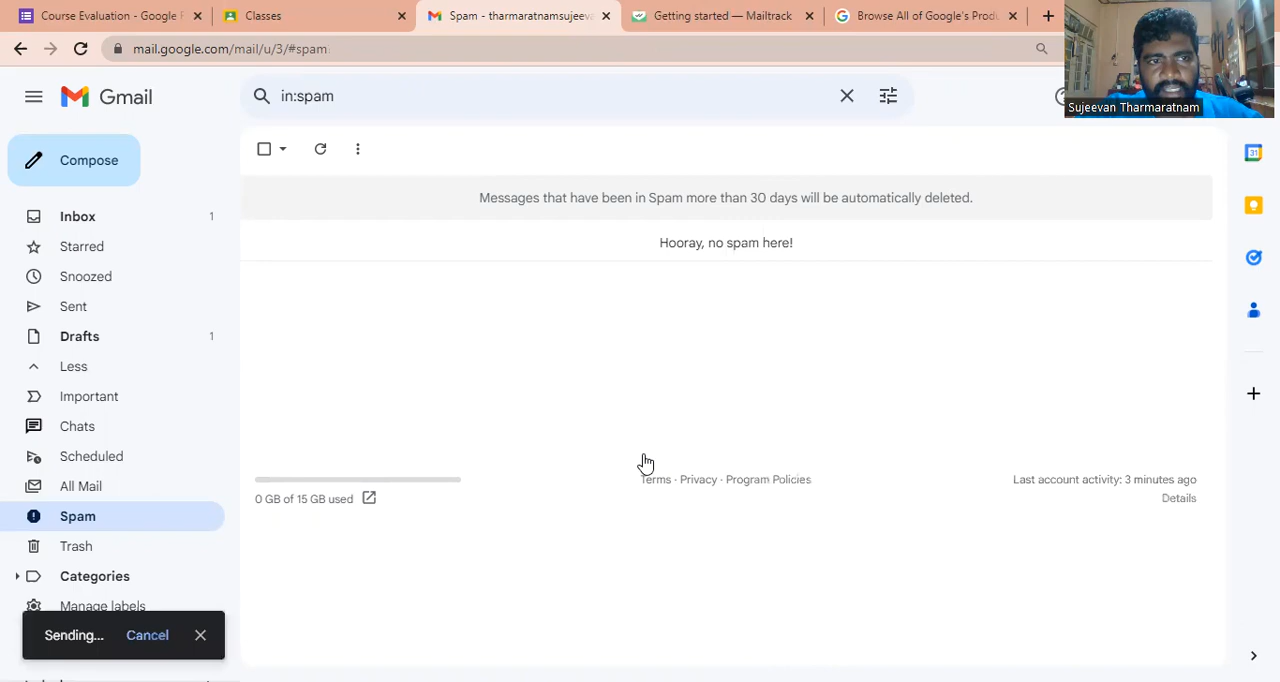 Course Evaluation - Google F
Classes
Spam - tharmaratnamsujeeva
Getting started — Mailtrack
Browse All of Google's Produ
mail.google.com/mail/u/3/#spam
Gmail
in:spam
Sujeevan Tharmaratnam
Compose
Messages that have been in Spam more than 30 days will be automatically deleted.
Inbox 1
Hooray, no spam here!
Starred
Snoozed
Sent
Drafts 1
Less
Important
Chats
Scheduled
All Mail
Terms · Privacy · Program Policies
Last account activity: 3 minutes ago
0 GB of 15 GB used
Details
Spam
Trash
Categories
Manage labels
Sending... Cancel
31